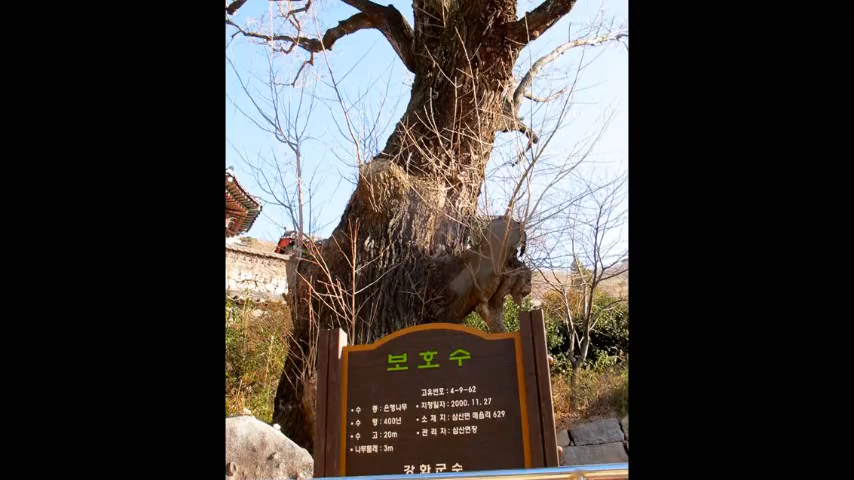 보호수
고유번호 : 4-9-62
• 수 종 : 은행나무 • 지정일자 : 2000. 11. 27
• 수 령 : 400년 • 소 재 지 : 삼산면 매음리 629
• 수 고 : 20m • 관 리 자 : 삼산면장
• 나무둘레 : 3m
강화군수